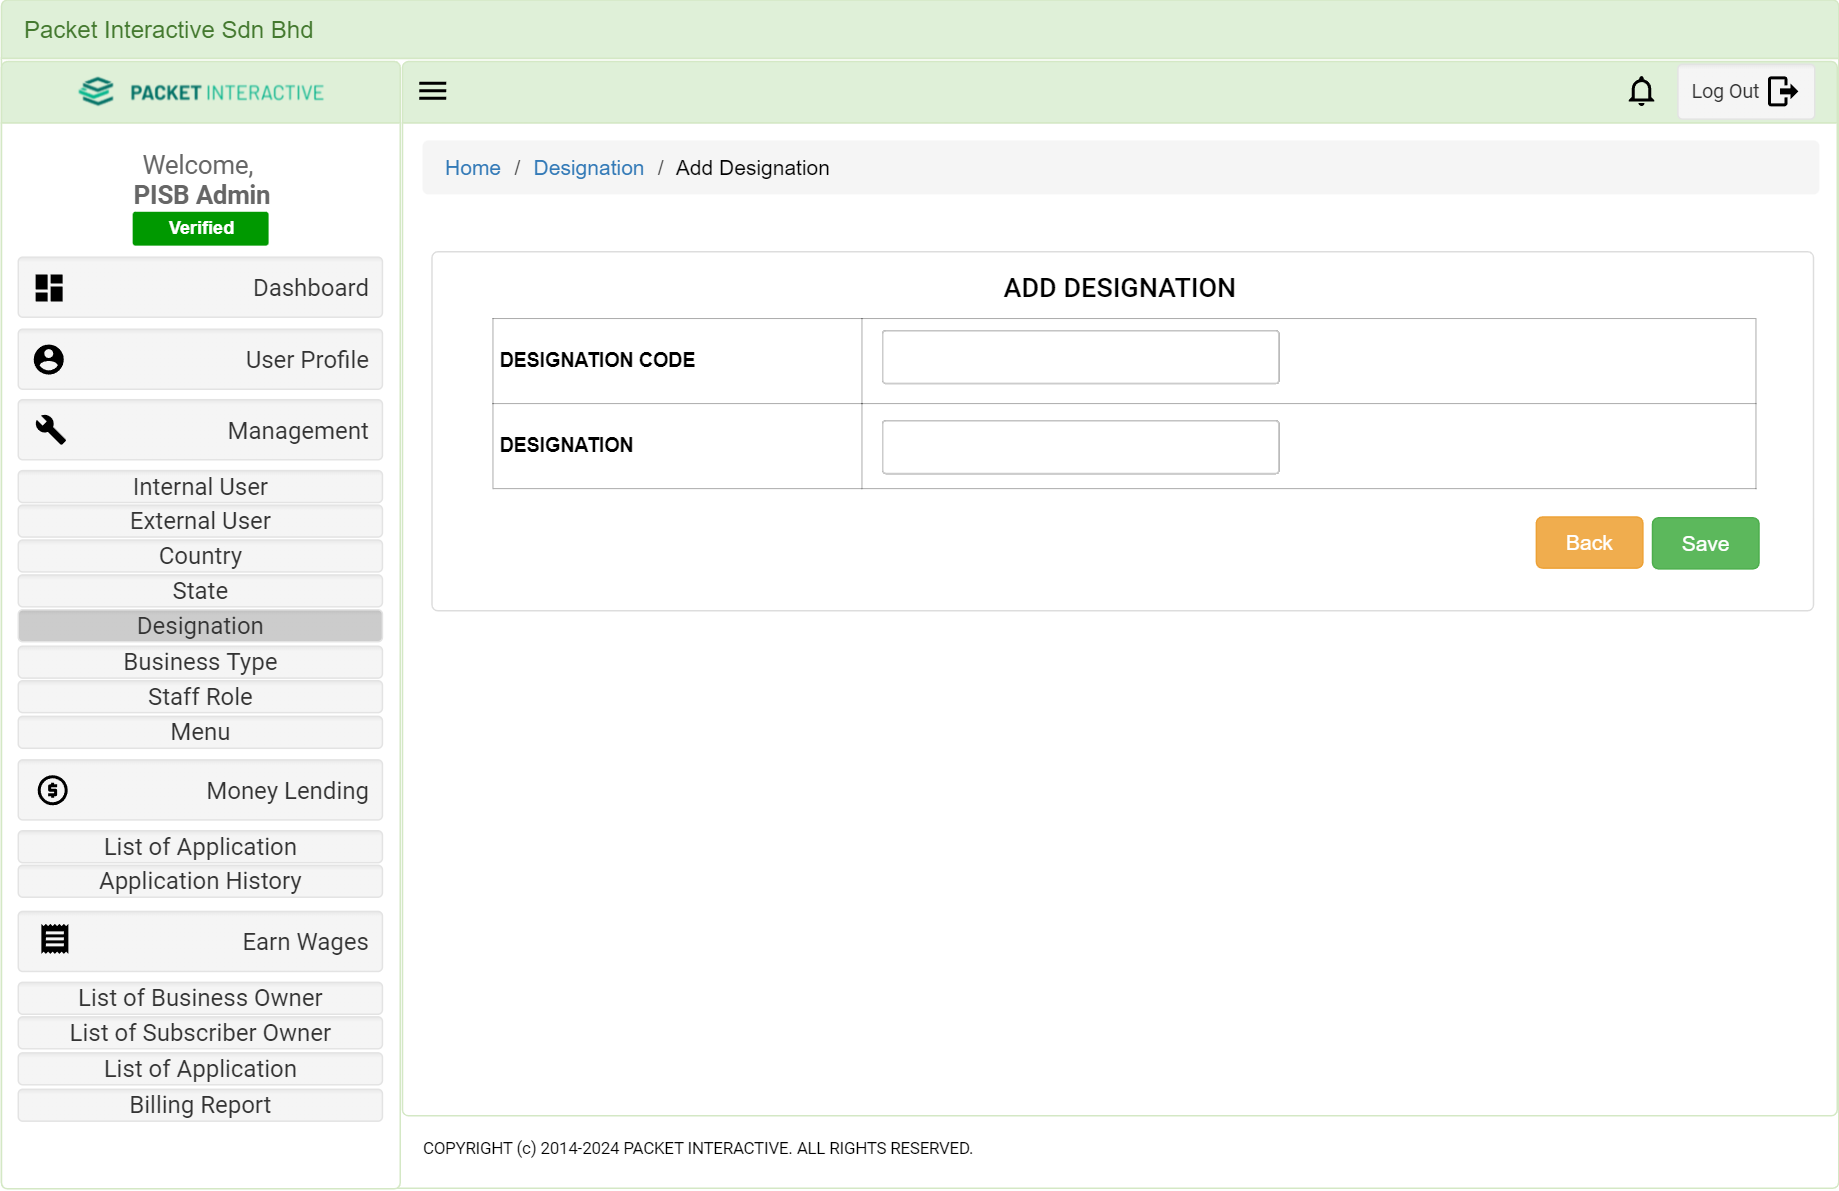 Packet Interactive Sdn Bhd
PACKET INTERACTIVE
Log Out
Welcome,
PISB Admin
Verified
Dashboard
User Profile
Management
Internal User
External User
Country
State
Designation
Business Type
Staff Role
Menu
Money Lending
List of Application
Application History
Earn Wages
List of Business Owner
List of Subscriber Owner
List of Application
Billing Report
Home / Designation / Add Designation
ADD DESIGNATION
DESIGNATION CODE
DESIGNATION
Back
Save
COPYRIGHT (c) 2014-2024 PACKET INTERACTIVE. ALL RIGHTS RESERVED.